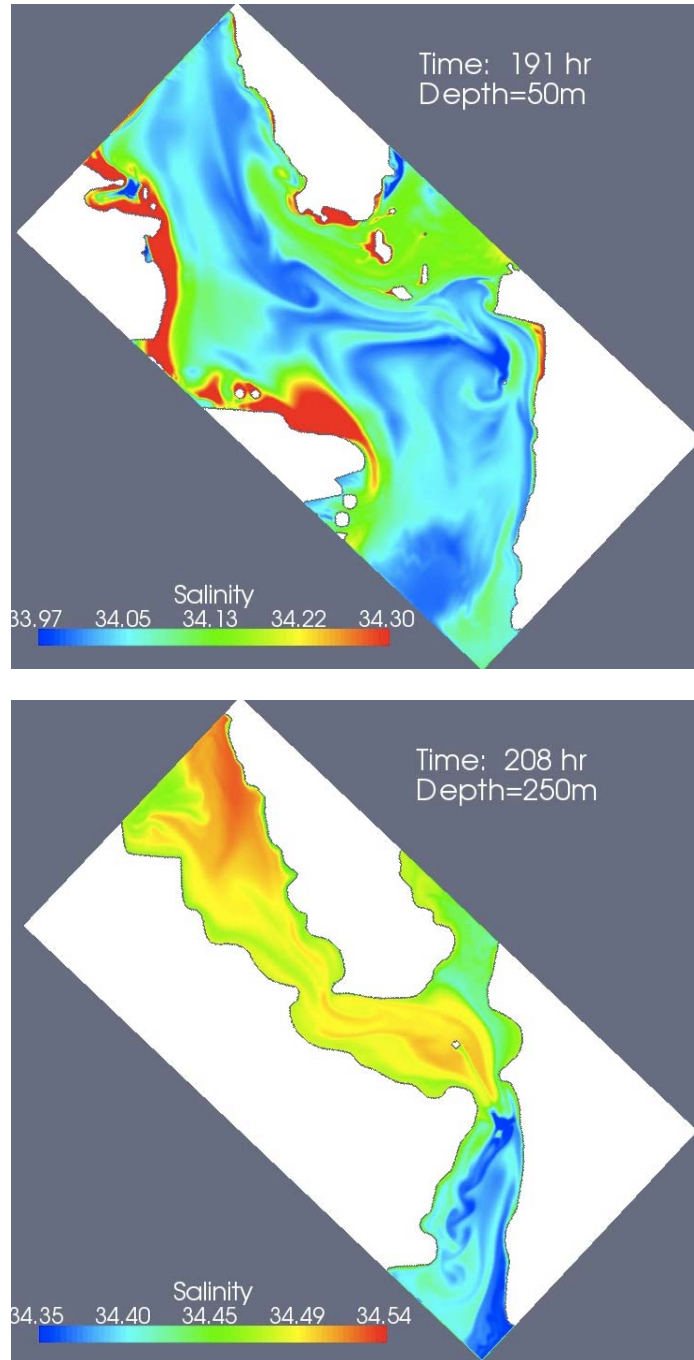 Time: 191 hr
Depth=50m
Salinity
33.97 34.05 34.13 34.22 34.30
Time: 208 hr
Depth=250m
Salinity
34.35 34.40 34.45 34.49 34.54